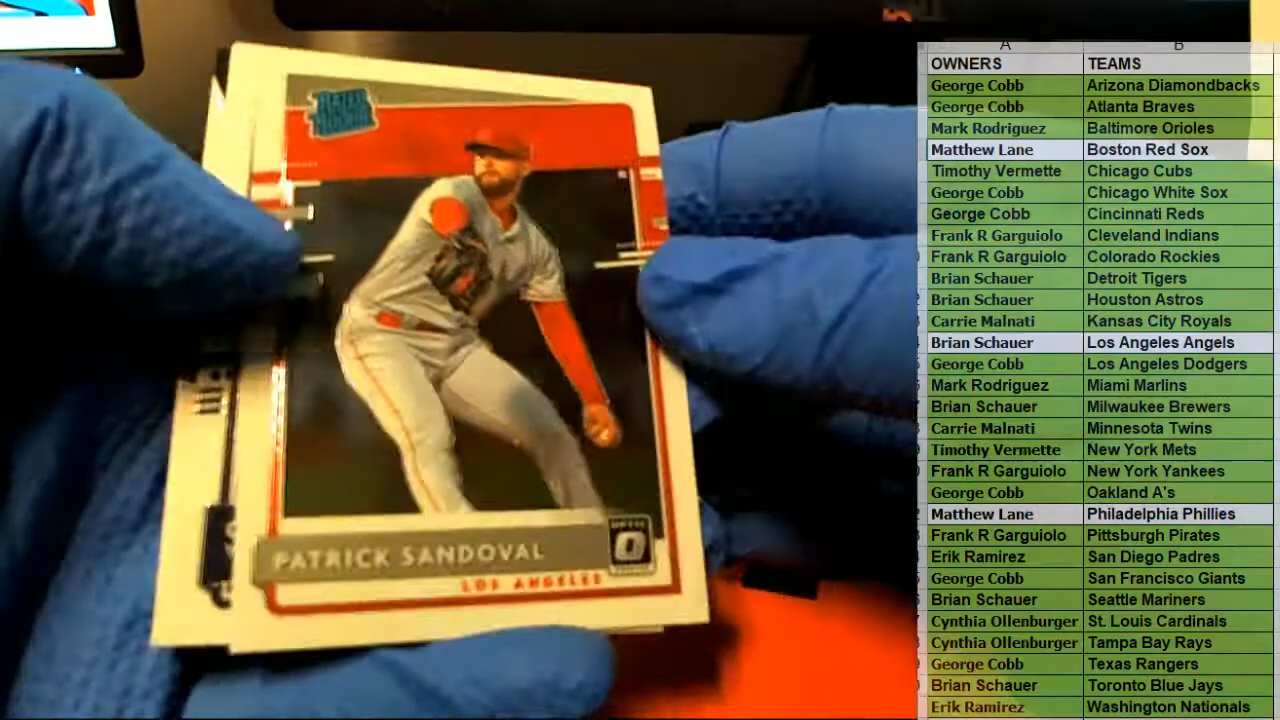 RATED
ROOKIE
PATRICK SANDOVAL
LOS ANGELES
OPTIC
A B
OWNERS TEAMS
George Cobb Arizona Diamondbacks
George Cobb Atlanta Braves
Mark Rodriguez Baltimore Orioles
Matthew Lane Boston Red Sox
Timothy Vermette Chicago Cubs
George Cobb Chicago White Sox
George Cobb Cincinnati Reds
Frank R Garguiolo Cleveland Indians
Frank R Garguiolo Colorado Rockies
Brian Schauer Detroit Tigers
Brian Schauer Houston Astros
Carrie Malnati Kansas City Royals
Brian Schauer Los Angeles Angels
George Cobb Los Angeles Dodgers
Mark Rodriguez Miami Marlins
Brian Schauer Milwaukee Brewers
Carrie Malnati Minnesota Twins
Timothy Vermette New York Mets
Frank R Garguiolo New York Yankees
George Cobb Oakland A's
Matthew Lane Philadelphia Phillies
Frank R Garguiolo Pittsburgh Pirates
Erik Ramirez San Diego Padres
George Cobb San Francisco Giants
Brian Schauer Seattle Mariners
Cynthia Ollenburger St. Louis Cardinals
Cynthia Ollenburger Tampa Bay Rays
George Cobb Texas Rangers
Brian Schauer Toronto Blue Jays
Erik Ramirez Washington Nationals